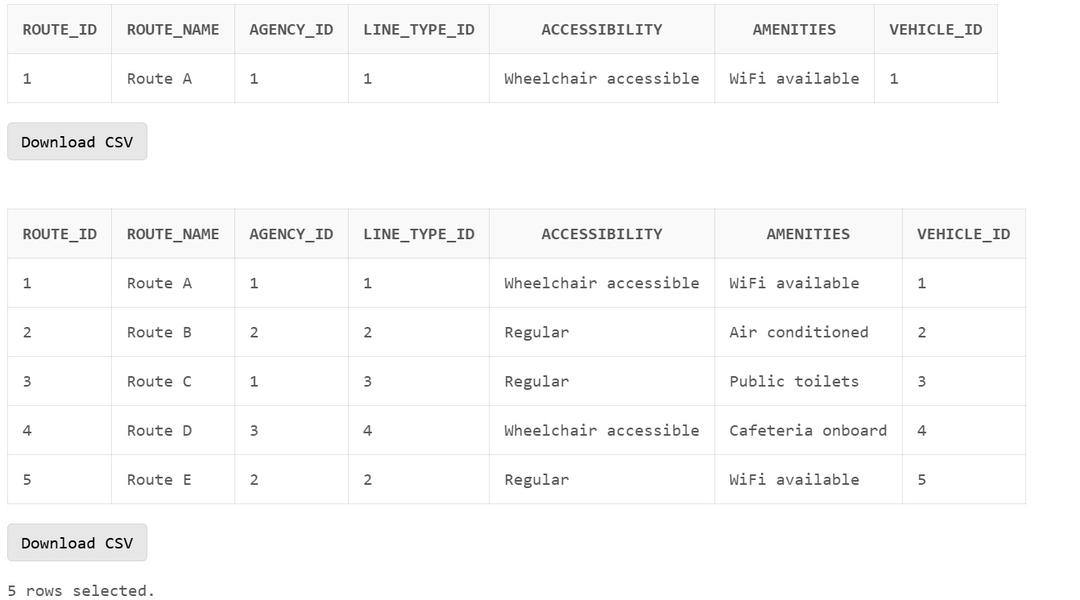 ROUTE_ID ROUTE_NAME AGENCY_ID LINE_TYPE_ID ACCESSIBILITY AMENITIES VEHICLE_ID
1 Route A 1 1 Wheelchair accessible WiFi available 1
Download CSV
ROUTE_ID ROUTE_NAME AGENCY_ID LINE_TYPE_ID ACCESSIBILITY AMENITIES VEHICLE_ID
1 Route A 1 1 Wheelchair accessible WiFi available 1
2 Route B 2 2 Regular Air conditioned 2
3 Route C 1 3 Regular Public toilets 3
4 Route D 3 4 Wheelchair accessible Cafeteria onboard 4
5 Route E 2 2 Regular WiFi available 5
Download CSV
5 rows selected.